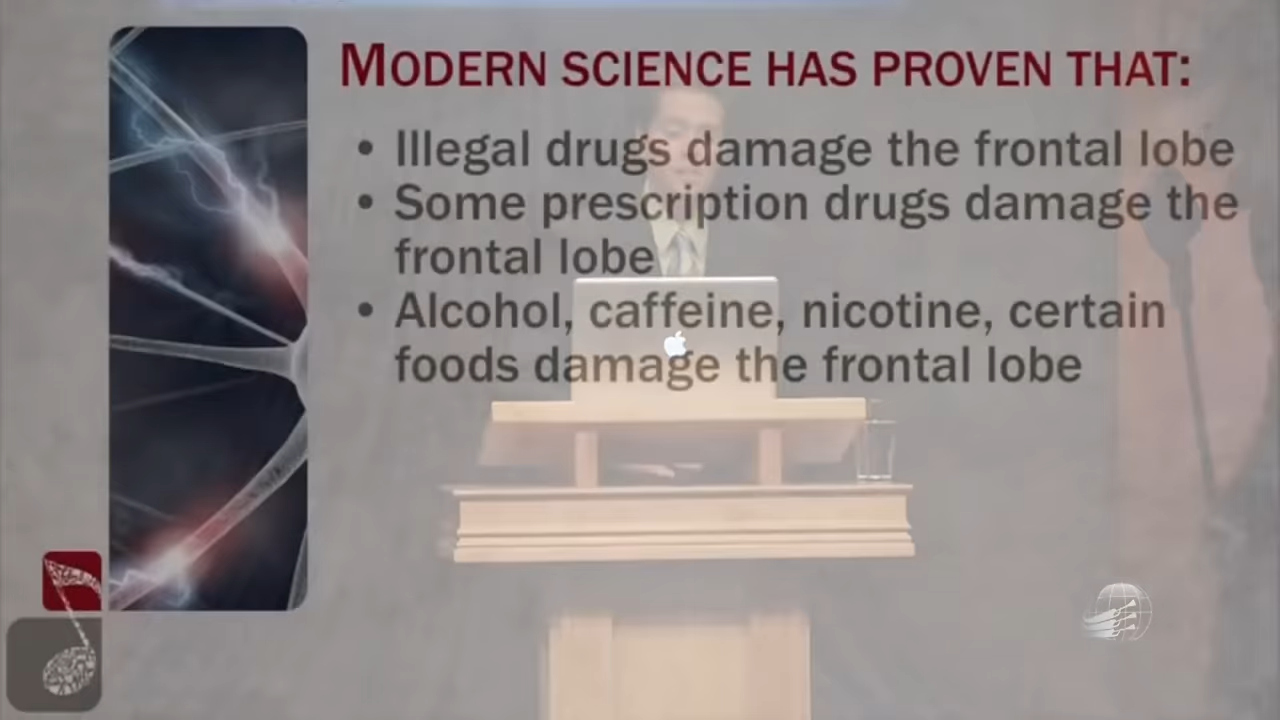 MODERN SCIENCE HAS PROVEN THAT:
• Illegal drugs damage the frontal lobe
• Some prescription drugs damage the
frontal lobe
• Alcohol, caffeine, nicotine, certain
foods damage the frontal lobe